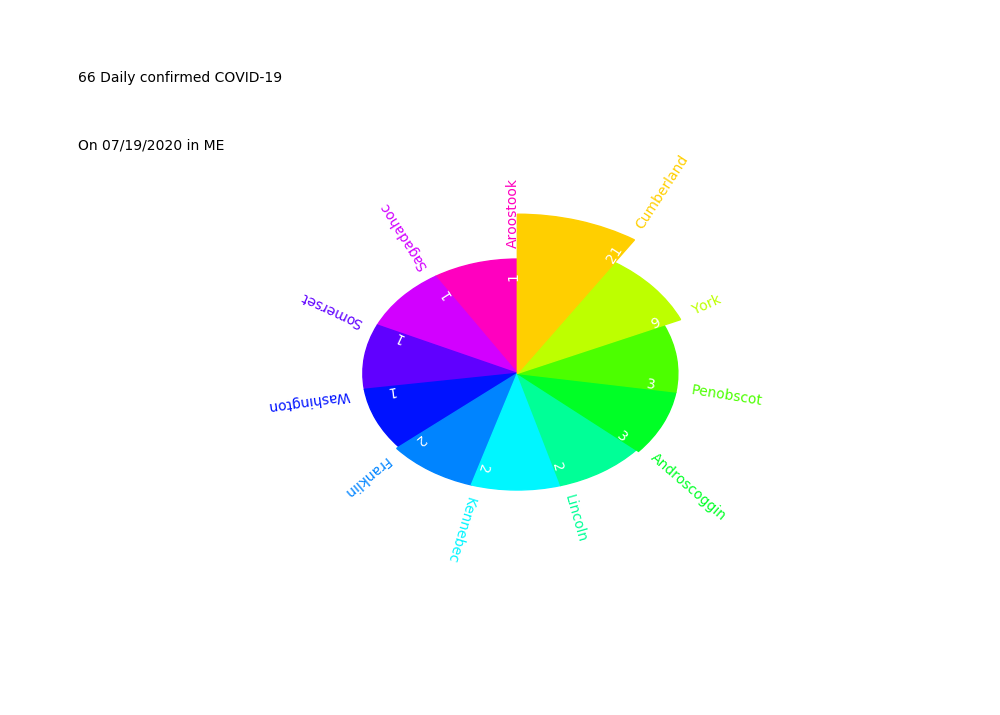 66 Daily confirmed COVID-19
On 07/19/2020 in ME
Cumberland
21
York
9
Penobscot
3
Androscoggin
3
Lincoln
2
Kennebec
2
Franklin
2
Washington
1
Somerset
1
Sagadahoc
1
Aroostook
1